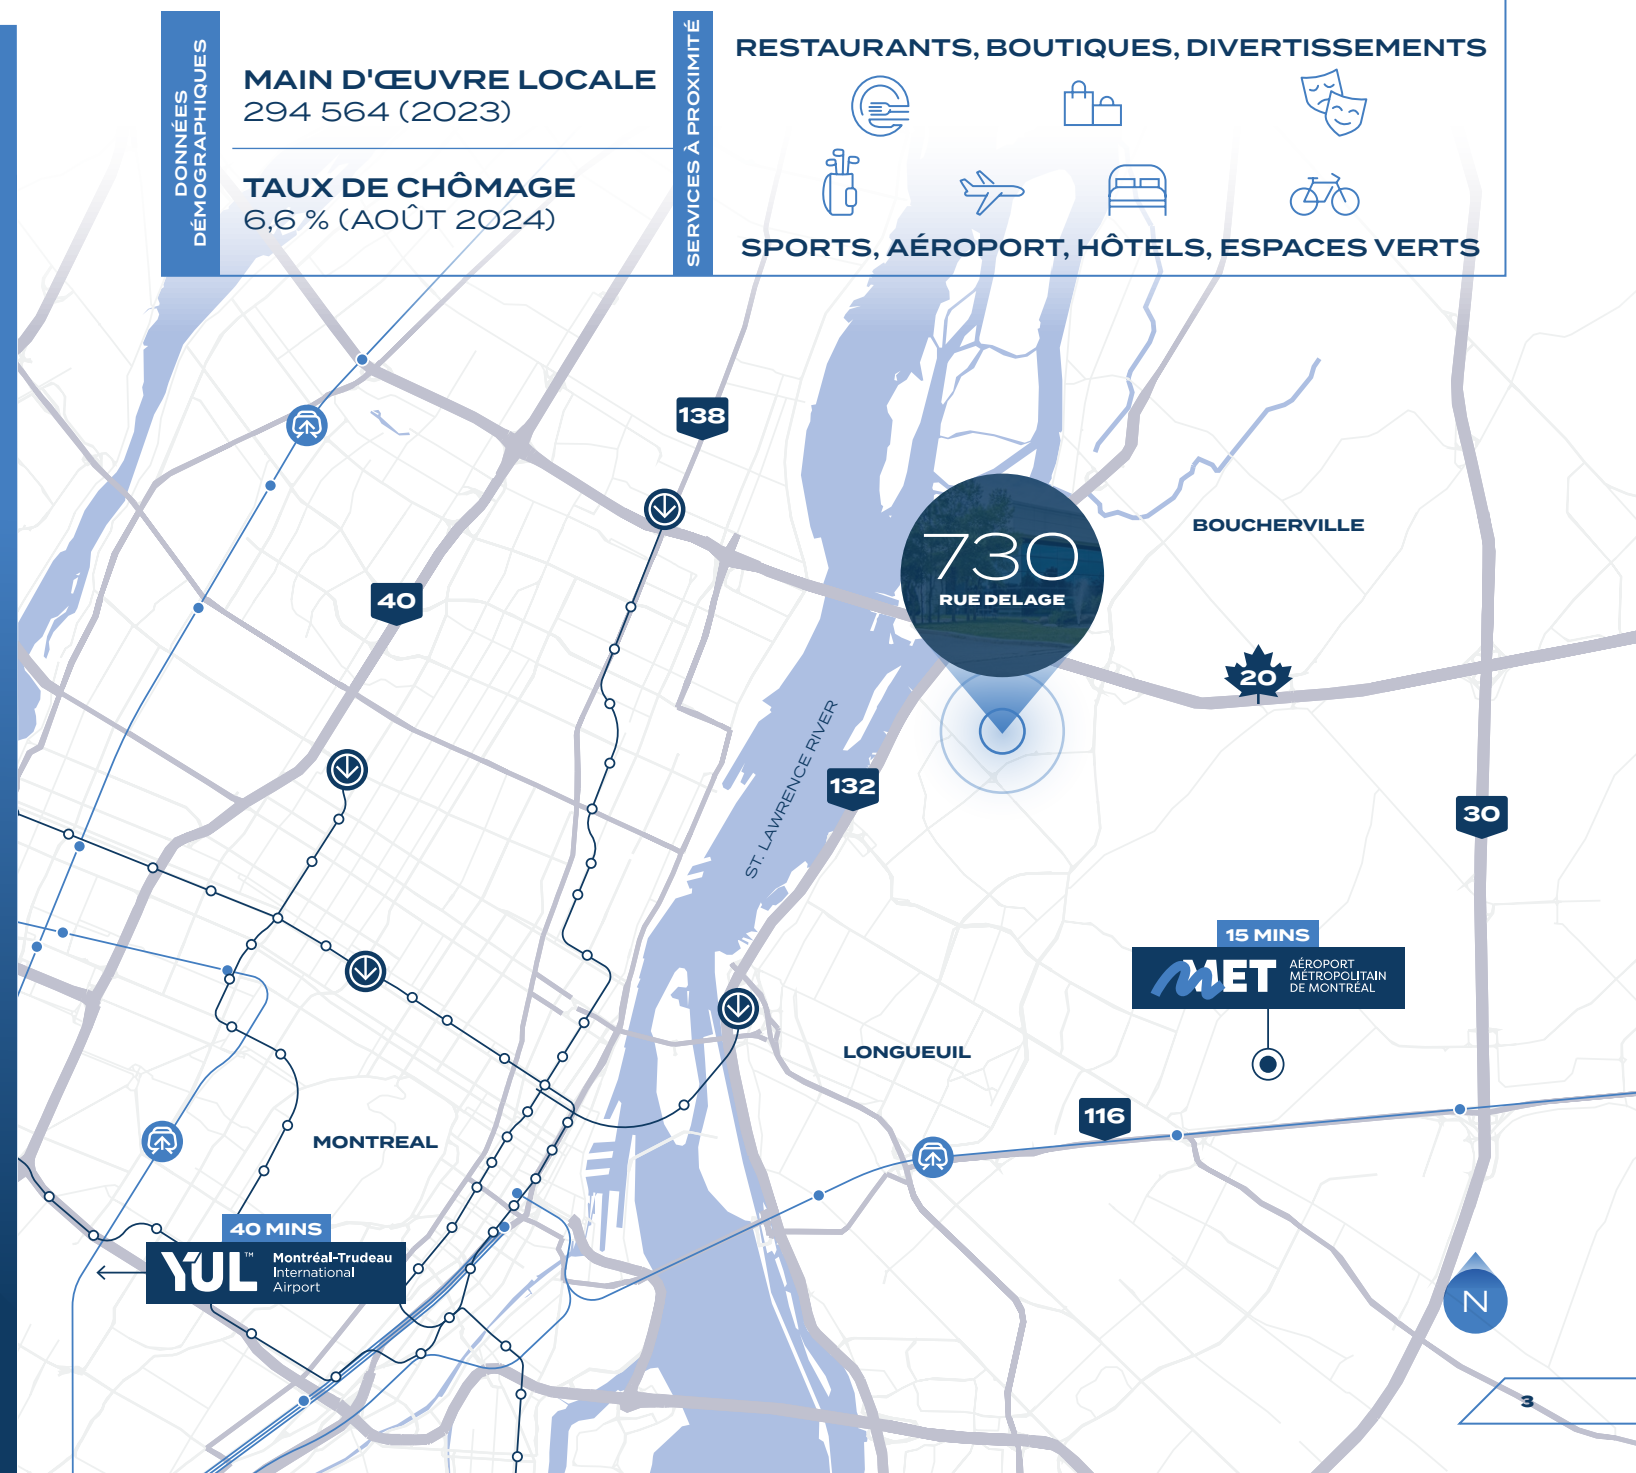 DONNÉES
DÉMOGRAPHIQUES
MAIN D'ŒUVRE LOCALE
294 564 (2023)
TAUX DE CHÔMAGE
6,6 % (AOÛT 2024)
SERVICES À PROXIMITÉ
RESTAURANTS, BOUTIQUES, DIVERTISSEMENTS
SPORTS, AÉROPORT, HÔTELS, ESPACES VERTS
138
730
RUE DELAGE
BOUCHERVILLE
40
20
ST. LAWRENCE RIVER
132
30
15 MINS
MET
AÉROPORT
MÉTROPOLITAIN
DE MONTRÉAL
LONGUEUIL
116
MONTREAL
40 MINS
YUL™
Montréal-Trudeau
International
Airport
N
3